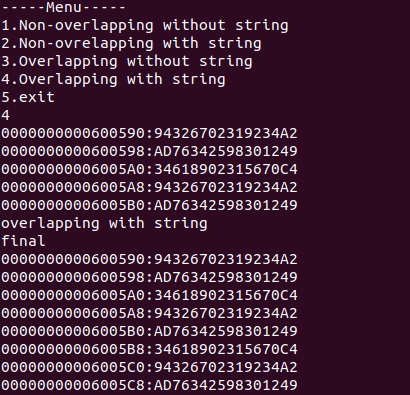 -----Menu-----
1.Non-overlapping without string
2.Non-ovrelapping with string
3.Overlapping without string
4.Overlapping with string
5.exit
4
0000000000600590:94326702319234A2
0000000000600598:AD76342598301249
00000000006005A0:34618902315670C4
00000000006005A8:94326702319234A2
00000000006005B0:AD76342598301249
overlapping with string
final
0000000000600590:94326702319234A2
0000000000600598:AD76342598301249
00000000006005A0:34618902315670C4
00000000006005A8:94326702319234A2
00000000006005B0:AD76342598301249
00000000006005B8:34618902315670C4
00000000006005C0:94326702319234A2
00000000006005C8:AD76342598301249